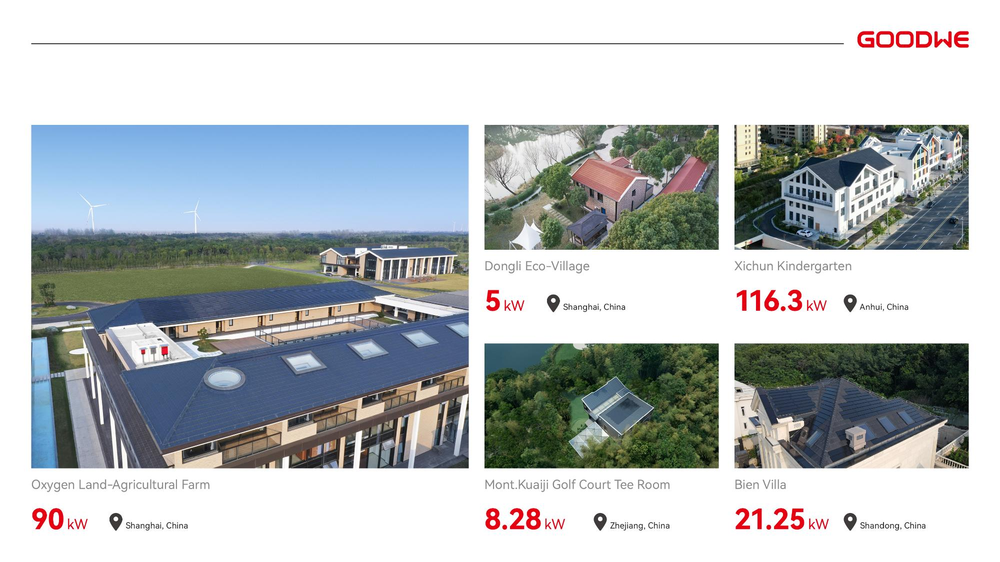 GOODWE
Oxygen Land-Agricultural Farm
90 kW
Shanghai, China
Dongli Eco-Village
5 kW
Shanghai, China
Xichun Kindergarten
116.3 kW
Anhui, China
Mont.Kuaiji Golf Court Tee Room
8.28 kW
Zhejiang, China
Bien Villa
21.25 kW
Shandong, China